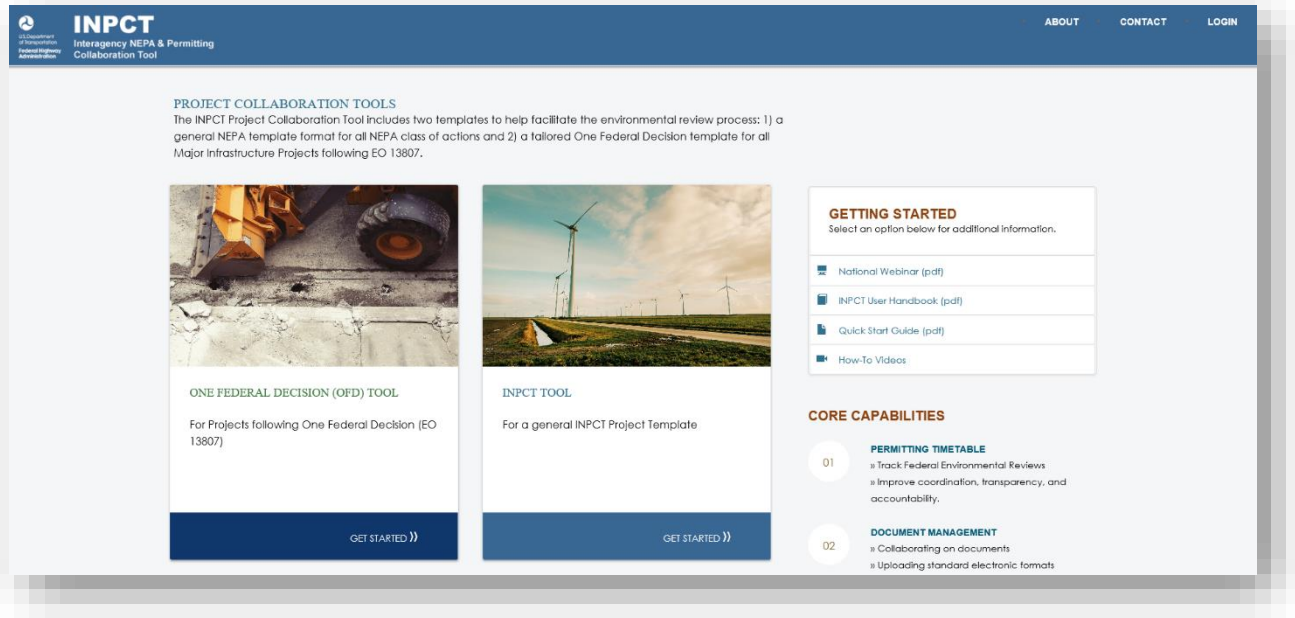 U.S. Department
of Transportation
Federal Highway
Administration
INPCT
Interagency NEPA & Permitting
Collaboration Tool
ABOUT
CONTACT
LOGIN
PROJECT COLLABORATION TOOLS
The INPCT Project Collaboration Tool includes two templates to help facilitate the environmental review process: 1) a
general NEPA template format for all NEPA class of actions and 2) a tailored One Federal Decision template for all
Major Infrastructure Projects following EO 13807.
ONE FEDERAL DECISION (OFD) TOOL
For Projects following One Federal Decision (EO
13807)
GET STARTED ⟩⟩
INPCT TOOL
For a general INPCT Project Template
GET STARTED ⟩⟩
GETTING STARTED
Select an option below for additional information.
National Webinar (pdf)
INPCT User Handbook (pdf)
Quick Start Guide (pdf)
How-To Videos
CORE CAPABILITIES
01
PERMITTING TIMETABLE
» Track Federal Environmental Reviews
» Improve coordination, transparency, and
accountability.
02
DOCUMENT MANAGEMENT
» Collaborating on documents
» Uploading standard electronic formats